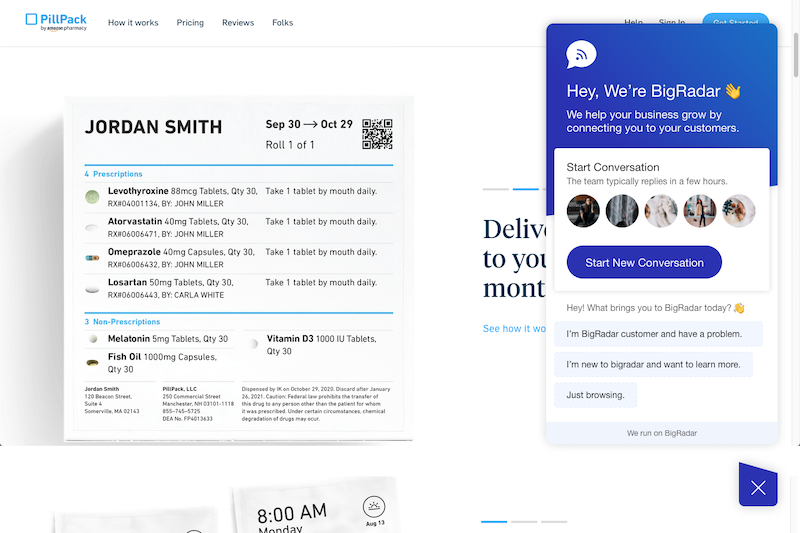 PillPack
by amazon pharmacy
How it works
Pricing
Reviews
Folks
Help
Sign In
Get Started
JORDAN SMITH
Sep 30 → Oct 29
Roll 1 of 1
4 Prescriptions
Levothyroxine 88mcg Tablets, Qty 30,
RX#04001134, BY: JOHN MILLER
Take 1 tablet by mouth daily.
Atorvastatin 40mg Tablets, Qty 30,
RX#06006471, BY: JOHN MILLER
Take 1 tablet by mouth daily.
Omeprazole 40mg Capsules, Qty 30,
RX#06006432, BY: JOHN MILLER
Take 1 tablet by mouth daily.
Losartan 50mg Tablets, Qty 30,
RX#06006443, BY: CARLA WHITE
Take 1 tablet by mouth daily.
3 Non-Prescriptions
Melatonin 5mg Tablets, Qty 30
Vitamin D3 1000 IU Tablets,
Qty 30
Fish Oil 1000mg Capsules,
Qty 30
Jordan Smith
120 Beacon Street,
Suite 4
Somerville, MA 02143
PillPack, LLC
250 Commercial Street
Manchester, NH 03101-1118
855-745-5725
DEA No. FP4013633
Dispensed by IK on October 29, 2020. Discard after January
26, 2021. Caution: Federal law prohibits the transfer of
this drug to any person other than the patient for whom
it was prescribed. Under certain circumstances, chemical
degradation of drugs may occur.
to you
mont
See how it wo
Hey, We're BigRadar 👋
We help your business grow by
connecting you to your customers.
Start Conversation
The team typically replies in a few hours.
Start New Conversation
Hey! What brings you to BigRadar today? 👋
I'm BigRadar customer and have a problem.
I'm new to bigradar and want to learn more.
Just browsing.
We run on BigRadar
8:00 AM
Monday
Aug 13